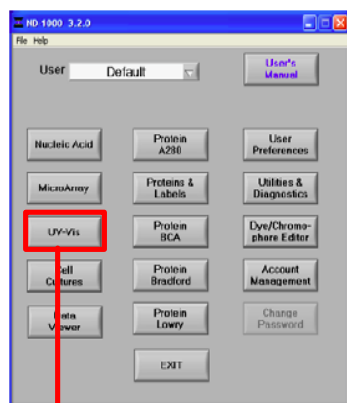 ND-1000 3.2.0
File Help
User Default User's Manual
Nucleic Acid Protein A280 User Preferences
MicroArray Proteins & Labels Utilities & Diagnostics
UV-Vis Protein BCA Dye/Chromo-phore Editor
Cell Cultures Protein Bradford Account Management
Data Viewer Protein Lowry Change Password
EXIT